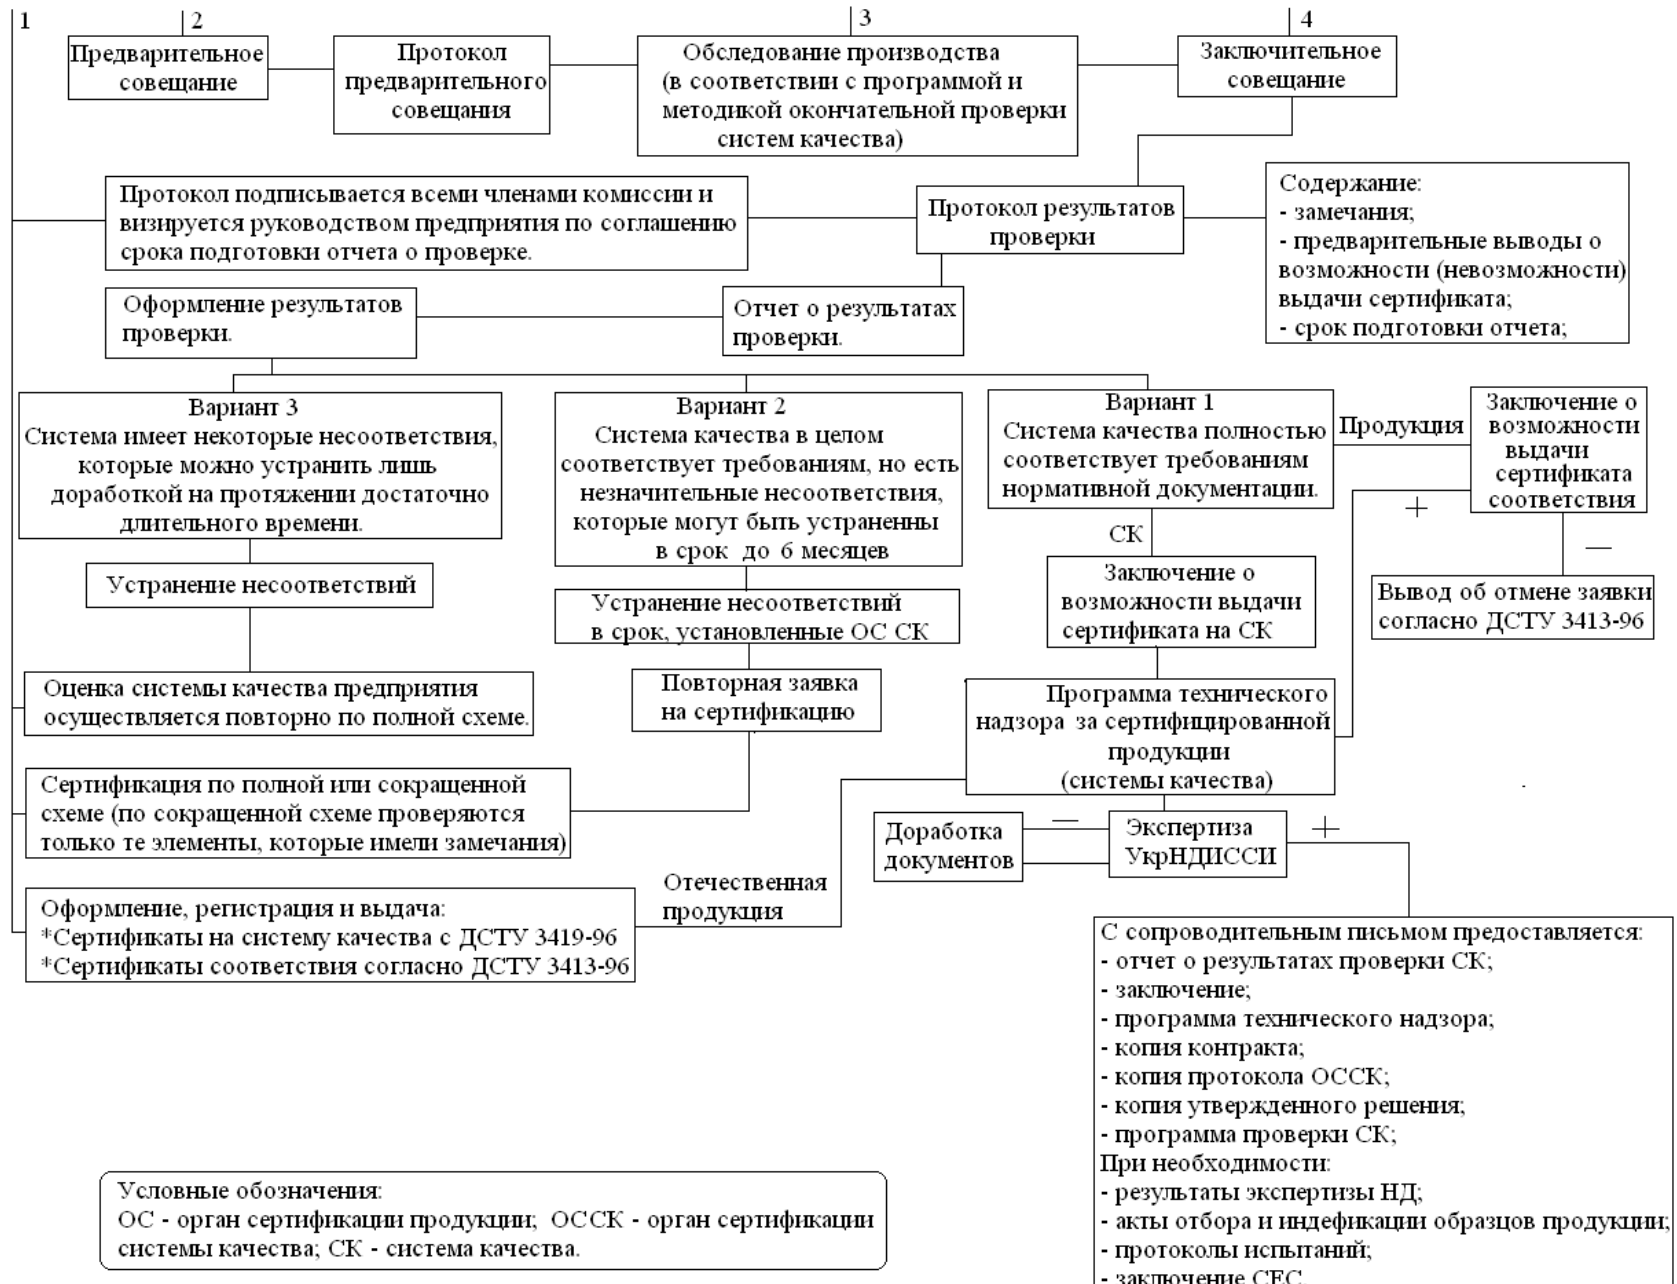 1
2
3
4
Предварительное
совещание
Протокол
предварительного
совещания
Обследование производства
(в соответствии с программой и
методикой окончательной проверки
систем качества)
Заключительное
совещание
Протокол подписывается всеми членами комиссии и
визируется руководством предприятия по соглашению
срока подготовки отчета о проверке.
Протокол результатов
проверки
Содержание:
- замечания;
- предварительные выводы о
возможности (невозможности)
выдачи сертификата;
- срок подготовки отчета;
Оформление результатов
проверки.
Отчет о результатах
проверки.
Вариант 3
Система имеет некоторые несоответствия,
которые можно устранить лишь
доработкой на протяжении достаточно
длительного времени.
Вариант 2
Система качества в целом
соответствует требованиям, но есть
незначительные несоответствия,
которые могут быть устраненны
в срок до 6 месяцев
Вариант 1
Система качества полностью
соответствует требованиям
нормативной документации.
Продукция
Заключение о
возможности
выдачи
сертификата
соответствия
+
—
СК
Устранение несоответствий
Устранение несоответствий
в срок, установленные ОС СК
Заключение о
возможности выдачи
сертификата на СК
Вывод об отмене заявки
согласно ДСТУ 3413-96
Оценка системы качества предприятия
осуществляется повторно по полной схеме.
Повторная заявка
на сертификацию
Программа технического
надзора за сертифицированной
продукции
(системы качества)
Сертификация по полной или сокращенной
схеме (по сокращенной схеме проверяются
только те элементы, которые имели замечания)
Доработка
документов
—
Экспертиза
УкрНДИССИ
+
Отечественная
продукция
Оформление, регистрация и выдача:
*Сертификаты на систему качества с ДСТУ 3419-96
*Сертификаты соответствия согласно ДСТУ 3413-96
С сопроводительным письмом предоставляется:
- отчет о результатах проверки СК;
- заключение;
- программа технического надзора;
- копия контракта;
- копия протокола ОССК;
- копия утвержденного решения;
- программа проверки СК;
При необходимости:
- результаты экспертизы НД;
- акты отбора и индефикации образцов продукции;
- протоколы испытаний;
- заключение СЕС.
Условные обозначения:
ОС - орган сертификации продукции; ОССК - орган сертификации
системы качества; СК - система качества.